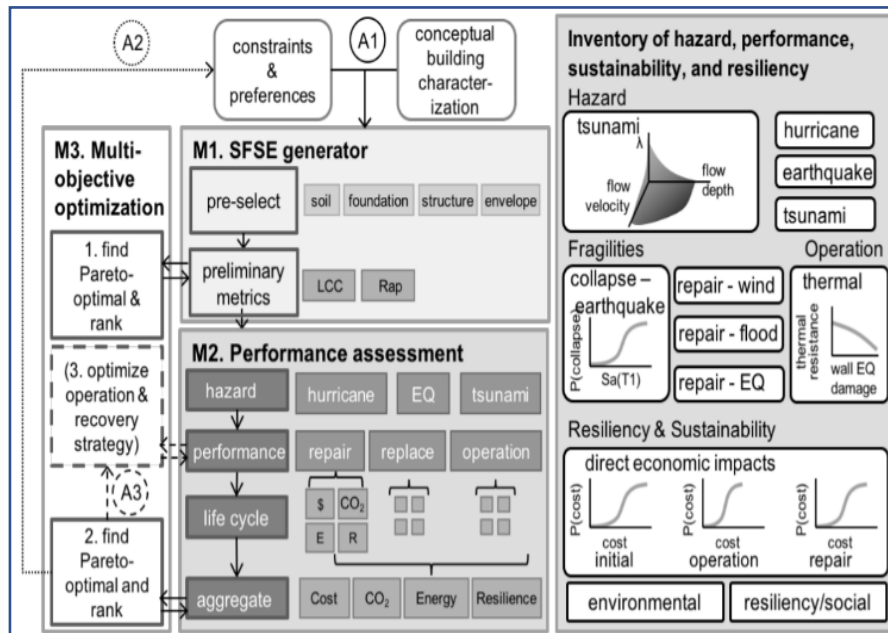 A2
constraints
&
preferences
A1
conceptual
building
character-
ization
M3. Multi-
objective
optimization
1. find
Pareto-
optimal &
rank
(3. optimize
operation &
recovery
strategy)
A3
2. find
Pareto-
optimal and
rank
M1. SFSE generator
pre-select
soil
foundation
structure
envelope
preliminary
metrics
LCC
Rap
M2. Performance assessment
hazard
hurricane
EQ
tsunami
performance
repair
replace
operation
life cycle
$
CO2
E
R
aggregate
Cost
CO2
Energy
Resilience
Inventory of hazard, performance,
sustainability, and resiliency
Hazard
tsunami
λ
flow
depth
flow
velocity
hurricane
earthquake
tsunami
Fragilities
collapse –
earthquake
P(collapse)
Sa(T1)
repair - wind
repair - flood
repair - EQ
Operation
thermal
thermal
resistance
wall EQ
damage
Resiliency & Sustainability
direct economic impacts
P(cost)
cost
initial
P(cost)
cost
operation
P(cost)
cost
repair
environmental
resiliency/social